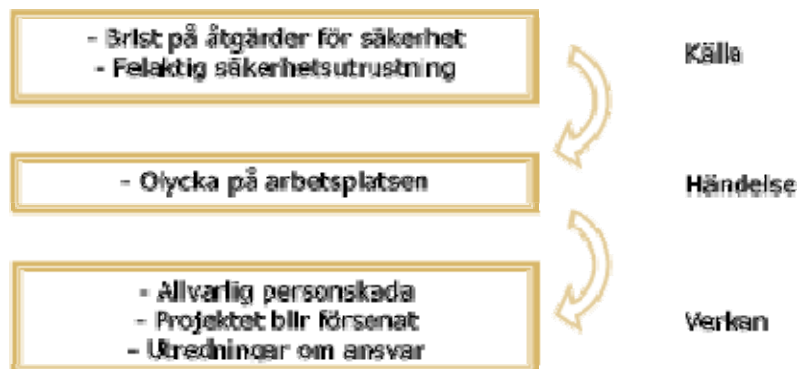 - Brist på åtgärder för säkerhet
- Felaktig säkerhetsutrustning
Källa
- Olycka på arbetsplatsen
Händelse
- Allvarlig personskada
- Projektet blir försenat
- Utredningar om ansvar
Verkan